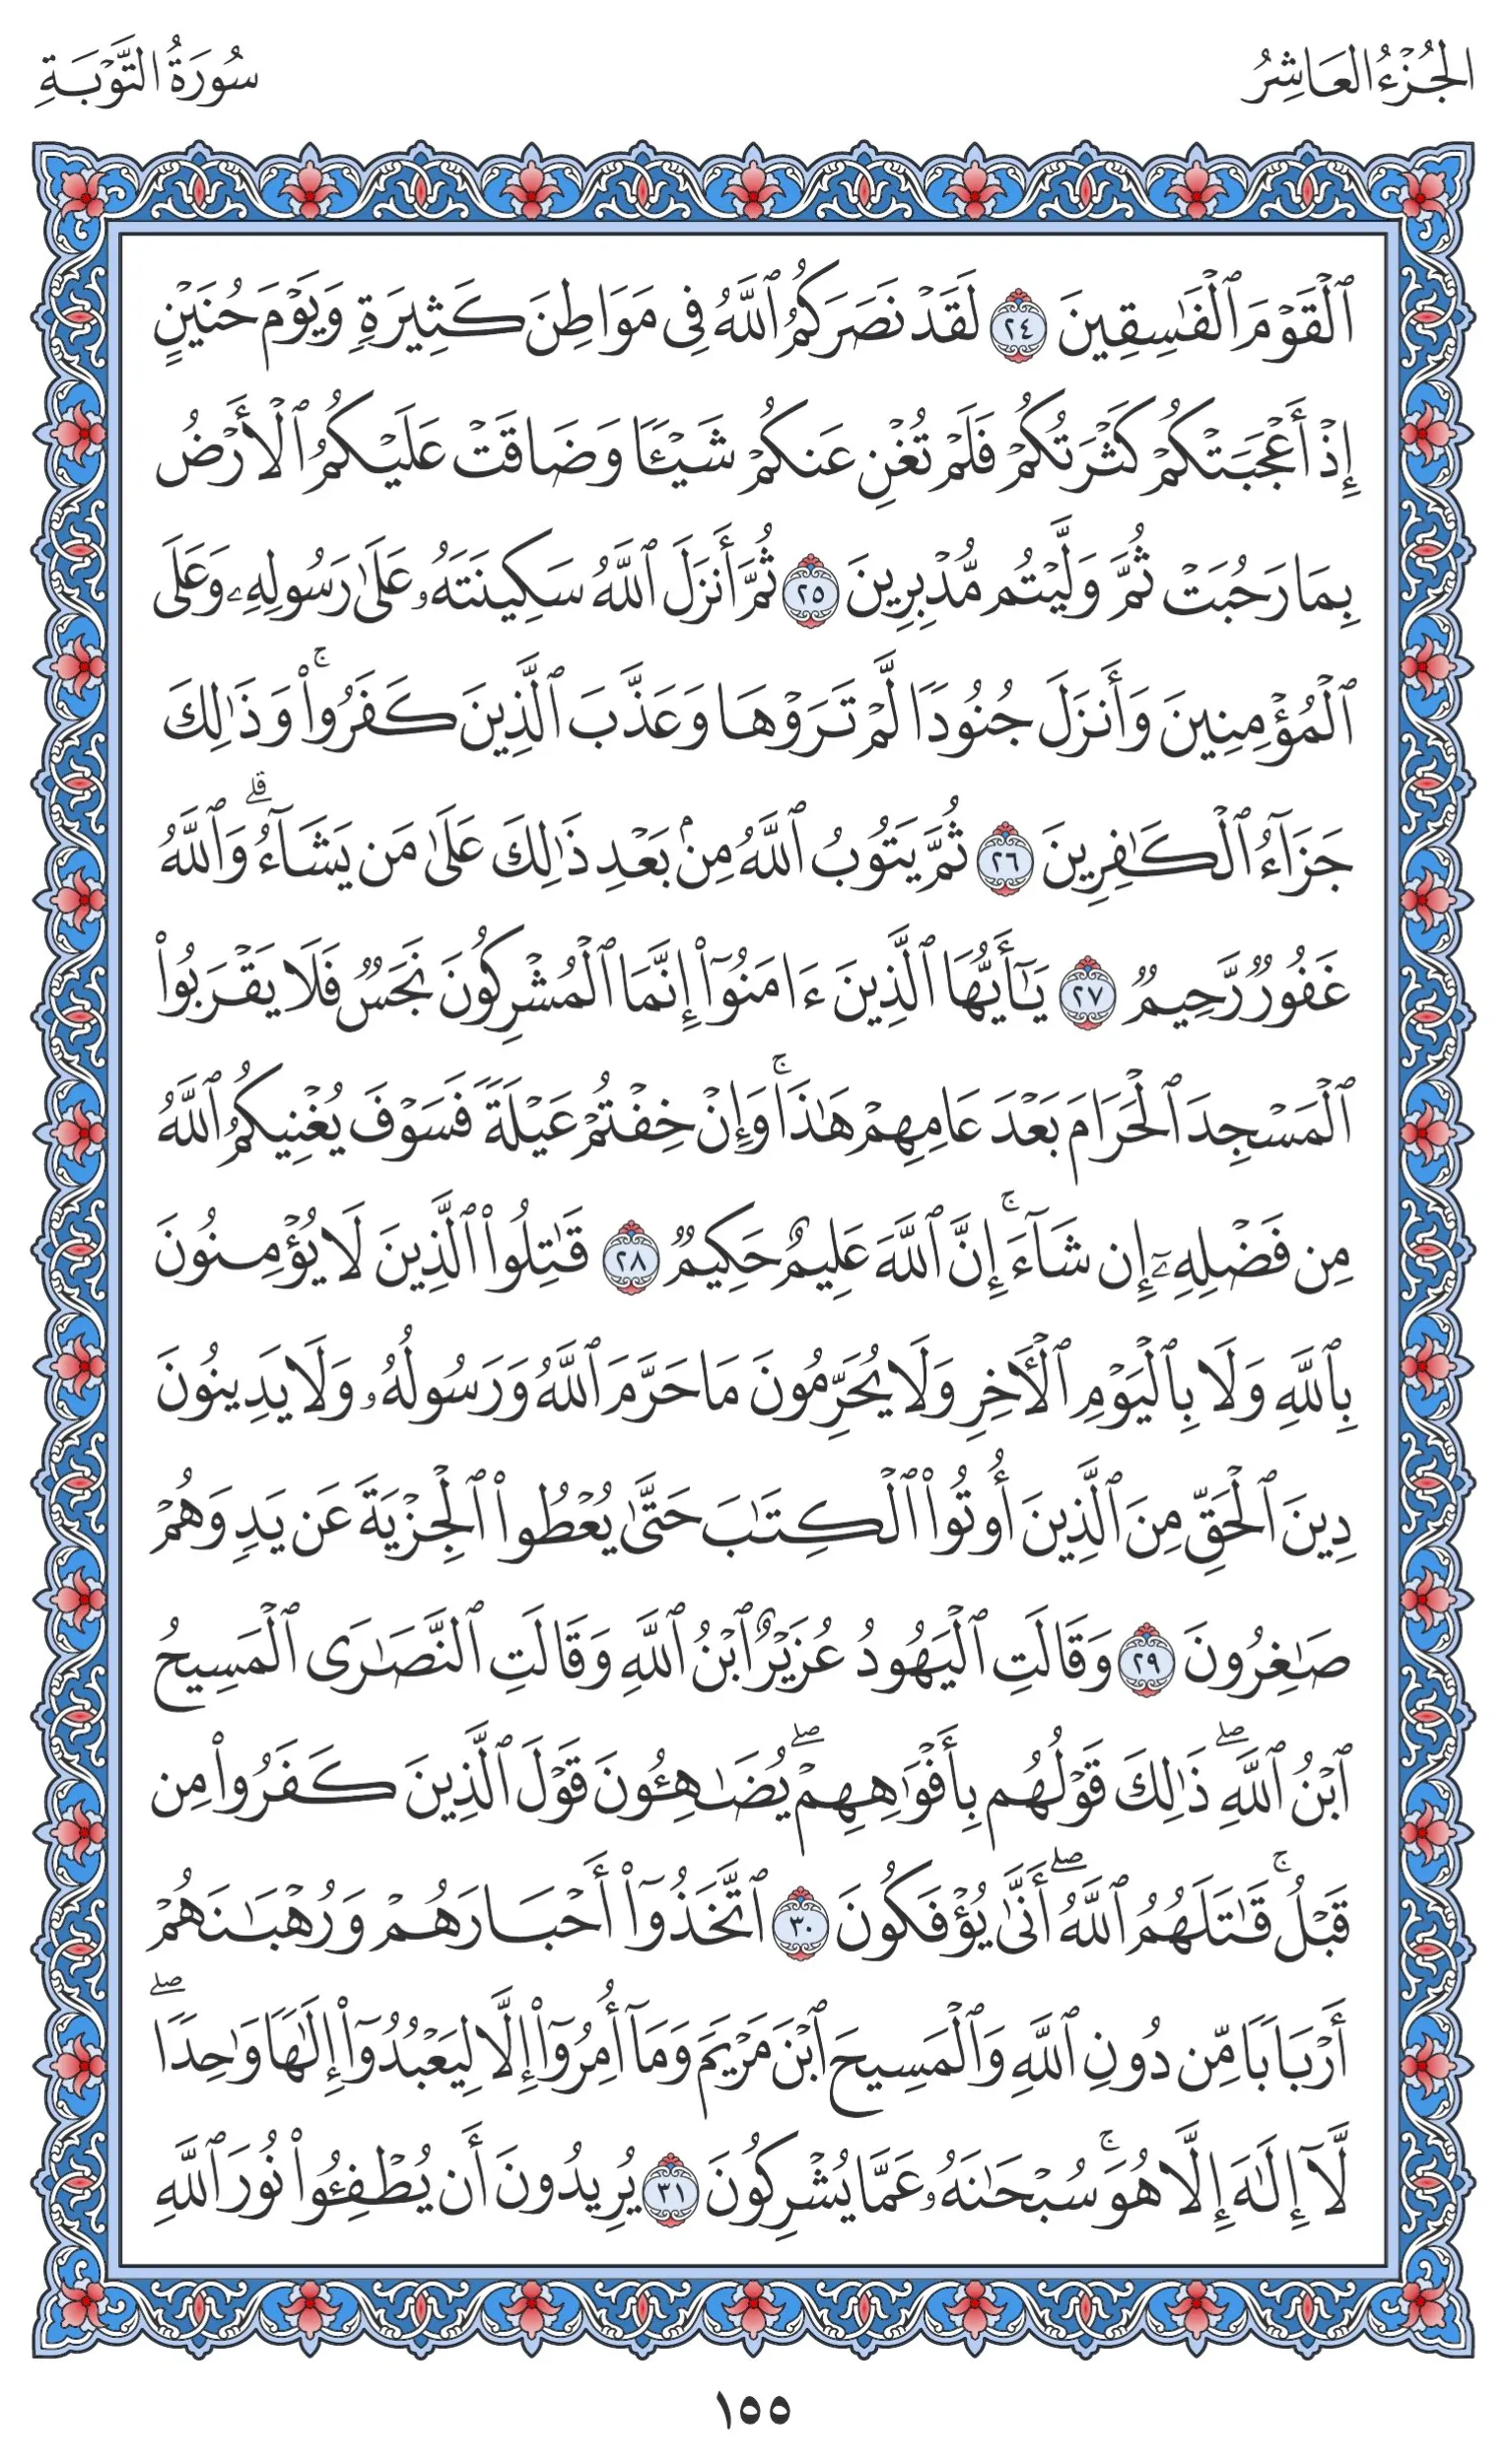 الجُزْءُ العَاشِرُ
سُورَةُ التَّوْبَةِ
ٱلْقَوْمَ ٱلْفَٰسِقِينَ ٢٤ لَقَدْ نَصَرَكُمُ ٱللَّهُ فِى مَوَاطِنَ كَثِيرَةٍۙ وَيَوْمَ حُنَيْنٍ
إِذْ أَعْجَبَتْكُمْ كَثْرَتُكُمْ فَلَمْ تُغْنِ عَنكُمْ شَيْـًٔا وَضَاقَتْ عَلَيْكُمُ ٱلْأَرْضُ
بِمَا رَحُبَتْ ثُمَّ وَلَّيْتُم مُّدْبِرِينَ ٢٥ ثُمَّ أَنزَلَ ٱللَّهُ سَكِينَتَهُۥ عَلَىٰ رَسُولِهِۦ وَعَلَى
ٱلْمُؤْمِنِينَ وَأَنزَلَ جُنُودًا لَّمْ تَرَوْهَا وَعَذَّبَ ٱلَّذِينَ كَفَرُوا۟ۚ وَذَٰلِكَ
جَزَآءُ ٱلْكَٰفِرِينَ ٢٦ ثُمَّ يَتُوبُ ٱللَّهُ مِنۢ بَعْدِ ذَٰلِكَ عَلَىٰ مَن يَشَآءُۗ وَٱللَّهُ
غَفُورٌ رَّحِيمٌ ٢٧ يَٰٓأَيُّهَا ٱلَّذِينَ ءَامَنُوٓا۟ إِنَّمَا ٱلْمُشْرِكُونَ نَجَسٌ فَلَا يَقْرَبُوا۟
ٱلْمَسْجِدَ ٱلْحَرَامَ بَعْدَ عَامِهِمْ هَٰذَاۚ وَإِنْ خِفْتُمْ عَيْلَةً فَسَوْفَ يُغْنِيكُمُ ٱللَّهُ
مِن فَضْلِهِۦٓ إِن شَآءَۚ إِنَّ ٱللَّهَ عَلِيمٌ حَكِيمٌ ٢٨ قَٰتِلُوا۟ ٱلَّذِينَ لَا يُؤْمِنُونَ
بِٱللَّهِ وَلَا بِٱلْيَوْمِ ٱلْـَٔاخِرِ وَلَا يُحَرِّمُونَ مَا حَرَّمَ ٱللَّهُ وَرَسُولُهُۥ وَلَا يَدِينُونَ
دِينَ ٱلْحَقِّ مِنَ ٱلَّذِينَ أُوتُوا۟ ٱلْكِتَٰبَ حَتَّىٰ يُعْطُوا۟ ٱلْجِزْيَةَ عَن يَدٍ وَهُمْ
صَٰغِرُونَ ٢٩ وَقَالَتِ ٱلْيَهُودُ عُزَيْرٌ ٱبْنُ ٱللَّهِ وَقَالَتِ ٱلنَّصَٰرَى ٱلْمَسِيحُ
ٱبْنُ ٱللَّهِۖ ذَٰلِكَ قَوْلُهُم بِأَفْوَٰهِهِمْۖ يُضَٰهِـُٔونَ قَوْلَ ٱلَّذِينَ كَفَرُوا۟ مِن
قَبْلُۚ قَٰتَلَهُمُ ٱللَّهُۖ أَنَّىٰ يُؤْفَكُونَ ٣٠ ٱتَّخَذُوٓا۟ أَحْبَارَهُمْ وَرُهْبَٰنَهُمْ
أَرْبَابًا مِّن دُونِ ٱللَّهِ وَٱلْمَسِيحَ ٱبْنَ مَرْيَمَ وَمَآ أُمِرُوٓا۟ إِلَّا لِيَعْبُدُوٓا۟ إِلَٰهًا وَٰحِدًاۖ
لَّآ إِلَٰهَ إِلَّا هُوَۚ سُبْحَٰنَهُۥ عَمَّا يُشْرِكُونَ ٣١ يُرِيدُونَ أَن يُطْفِـُٔوا۟ نُورَ ٱللَّهِ
١٥٥